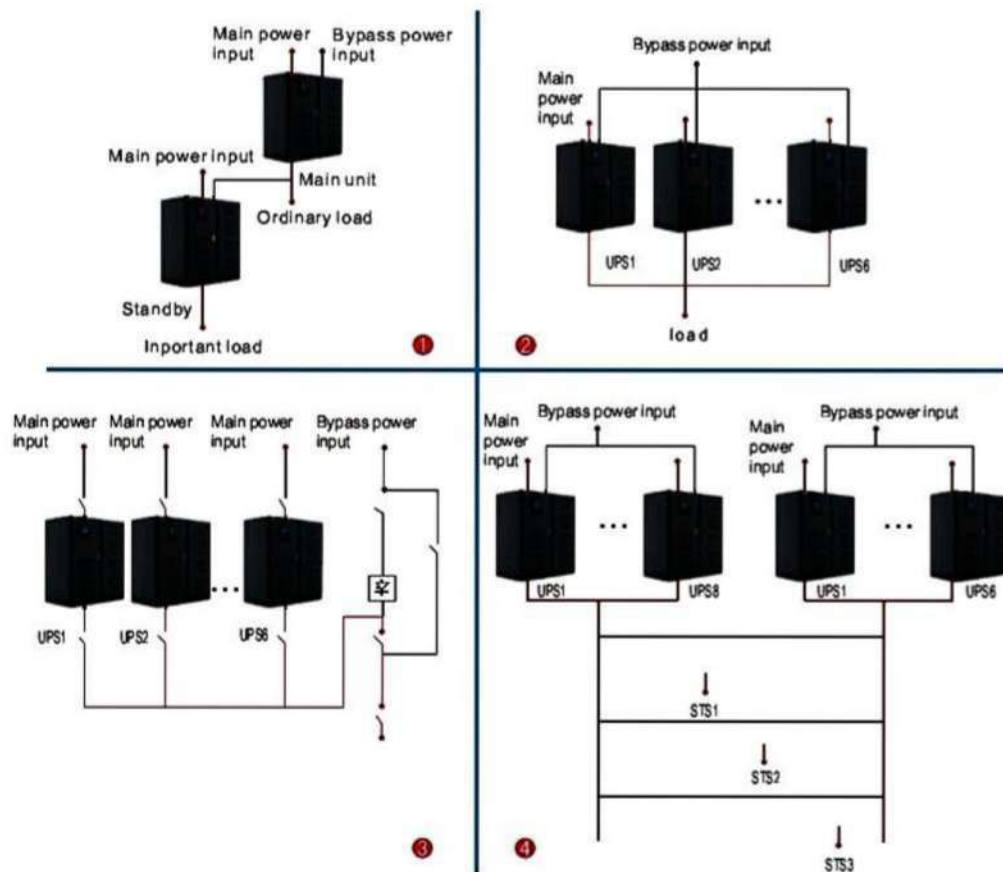 Main power
input
Bypass power
input
Main power input
Main unit
Ordinary load
Standby
Inportant load
1
Bypass power input
Main
power
input
UPS1
UPS2
UPS6
load
2
Main power
input
Main power
input
Main power
input
Bypass power
input
UPS1
UPS2
UPS6
3
Main
power
input
Bypass power input
UPS1
UPS8
Main
power
input
Bypass power input
UPS1
UPS6
STS1
STS2
STS3
4